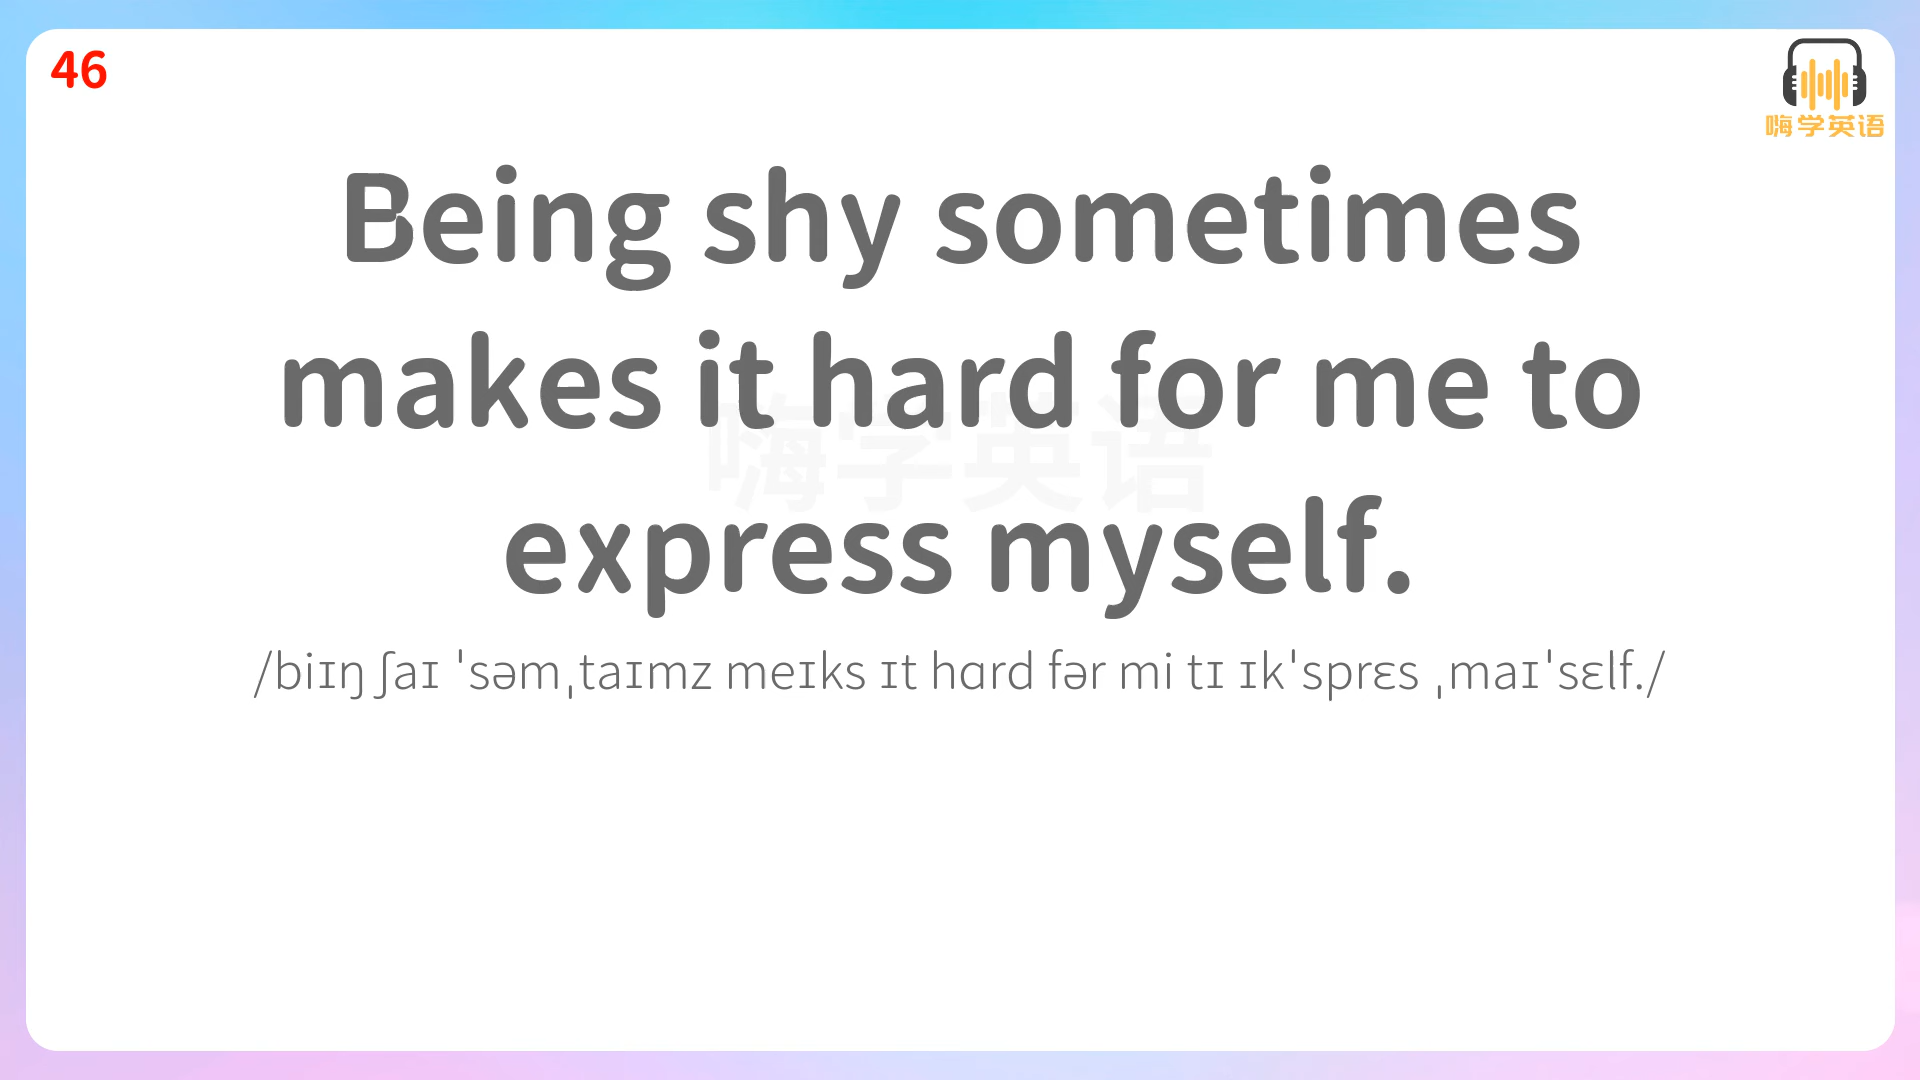 46
嗨学英语
Being shy sometimes
makes it hard for me to
嗨学英语
express myself.
/biɪŋ ʃaɪ ˈsəmˌtaɪmz meɪks ɪt hɑrd fər mi tɪ ɪkˈsprɛs ˌmaɪˈsɛlf./